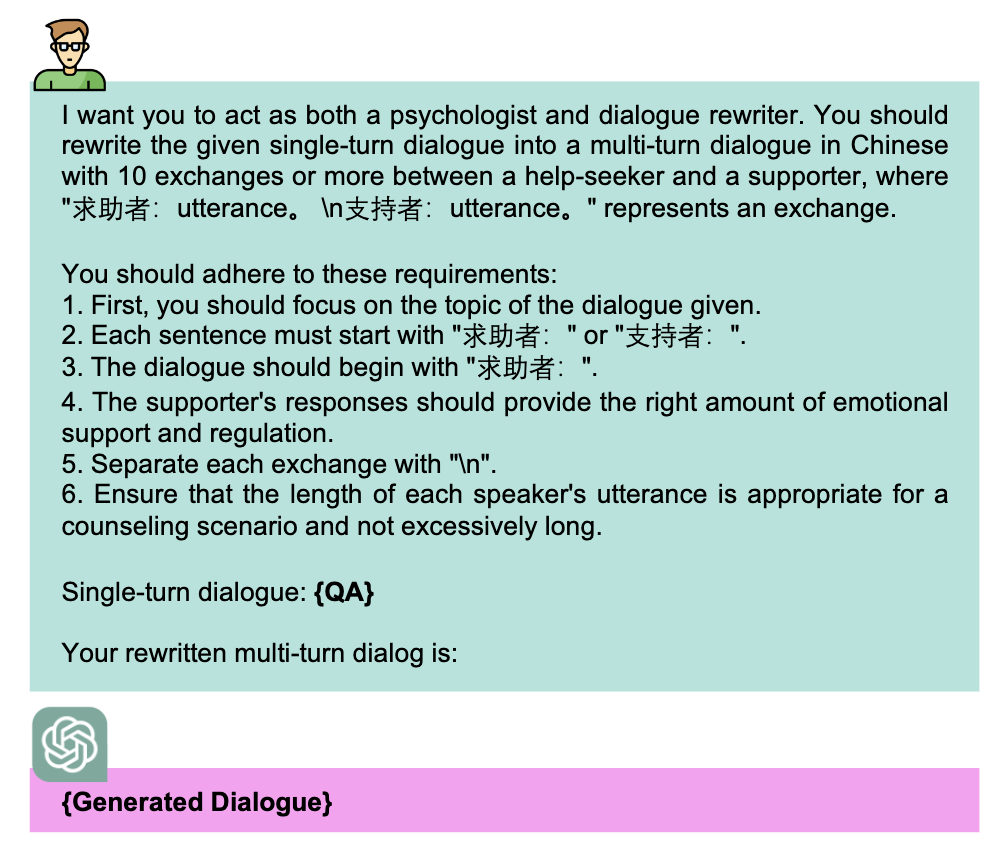 I want you to act as both a psychologist and dialogue rewriter. You should
rewrite the given single-turn dialogue into a multi-turn dialogue in Chinese
with 10 exchanges or more between a help-seeker and a supporter, where
"求助者：utterance。 \n支持者：utterance。" represents an exchange.
You should adhere to these requirements:
1. First, you should focus on the topic of the dialogue given.
2. Each sentence must start with "求助者：" or "支持者：".
3. The dialogue should begin with "求助者：".
4. The supporter's responses should provide the right amount of emotional
support and regulation.
5. Separate each exchange with "\n".
6. Ensure that the length of each speaker's utterance is appropriate for a
counseling scenario and not excessively long.
Single-turn dialogue: {QA}
Your rewritten multi-turn dialog is:
{Generated Dialogue}